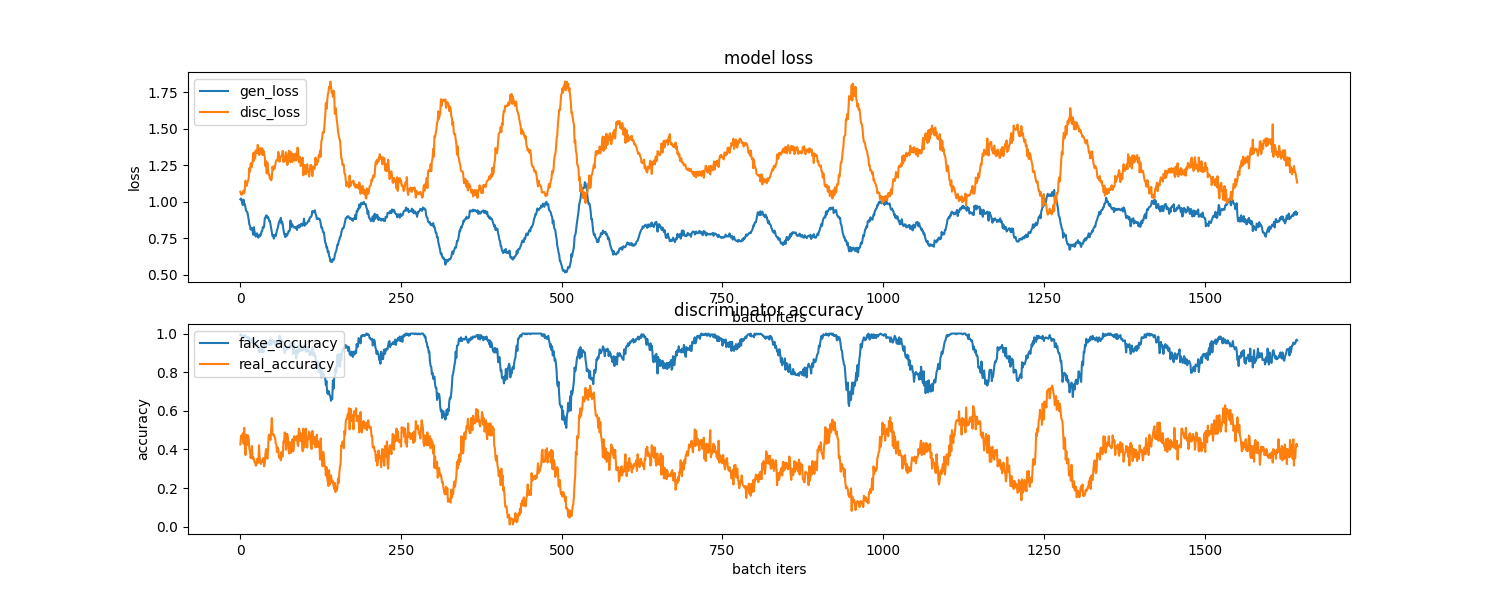 model loss
gen_loss
disc_loss
loss
1.75
1.50
1.25
1.00
0.75
0.50
0 250 500 750 1000 1250 1500
batch iters
discriminator accuracy
fake_accuracy
real_accuracy
accuracy
1.0
0.8
0.6
0.4
0.2
0.0
0 250 500 750 1000 1250 1500
batch iters